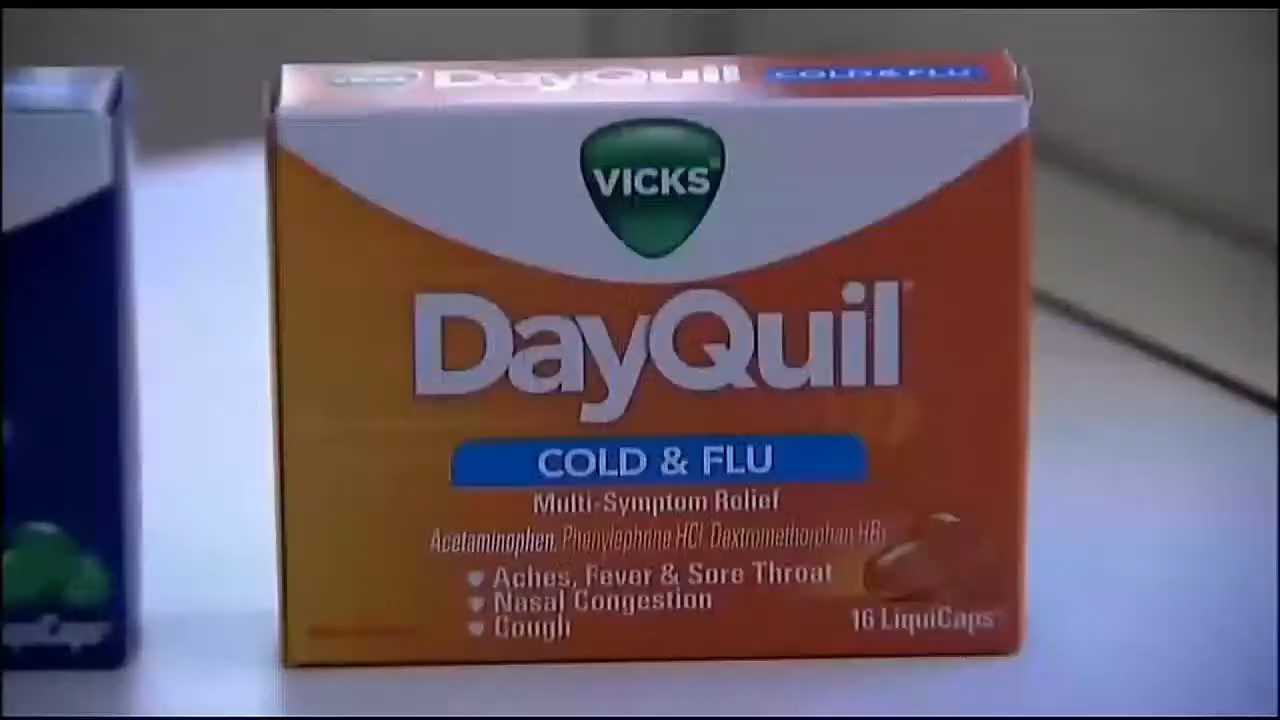 VICKS DayQuil COLD & FLU
VICKS
DayQuil
COLD & FLU
Multi-Symptom Relief
Acetaminophen, Phenylephrine HCl, Dextromethorphan HBr
Aches, Fever & Sore Throat
Nasal Congestion
Cough
16 LiquiCaps